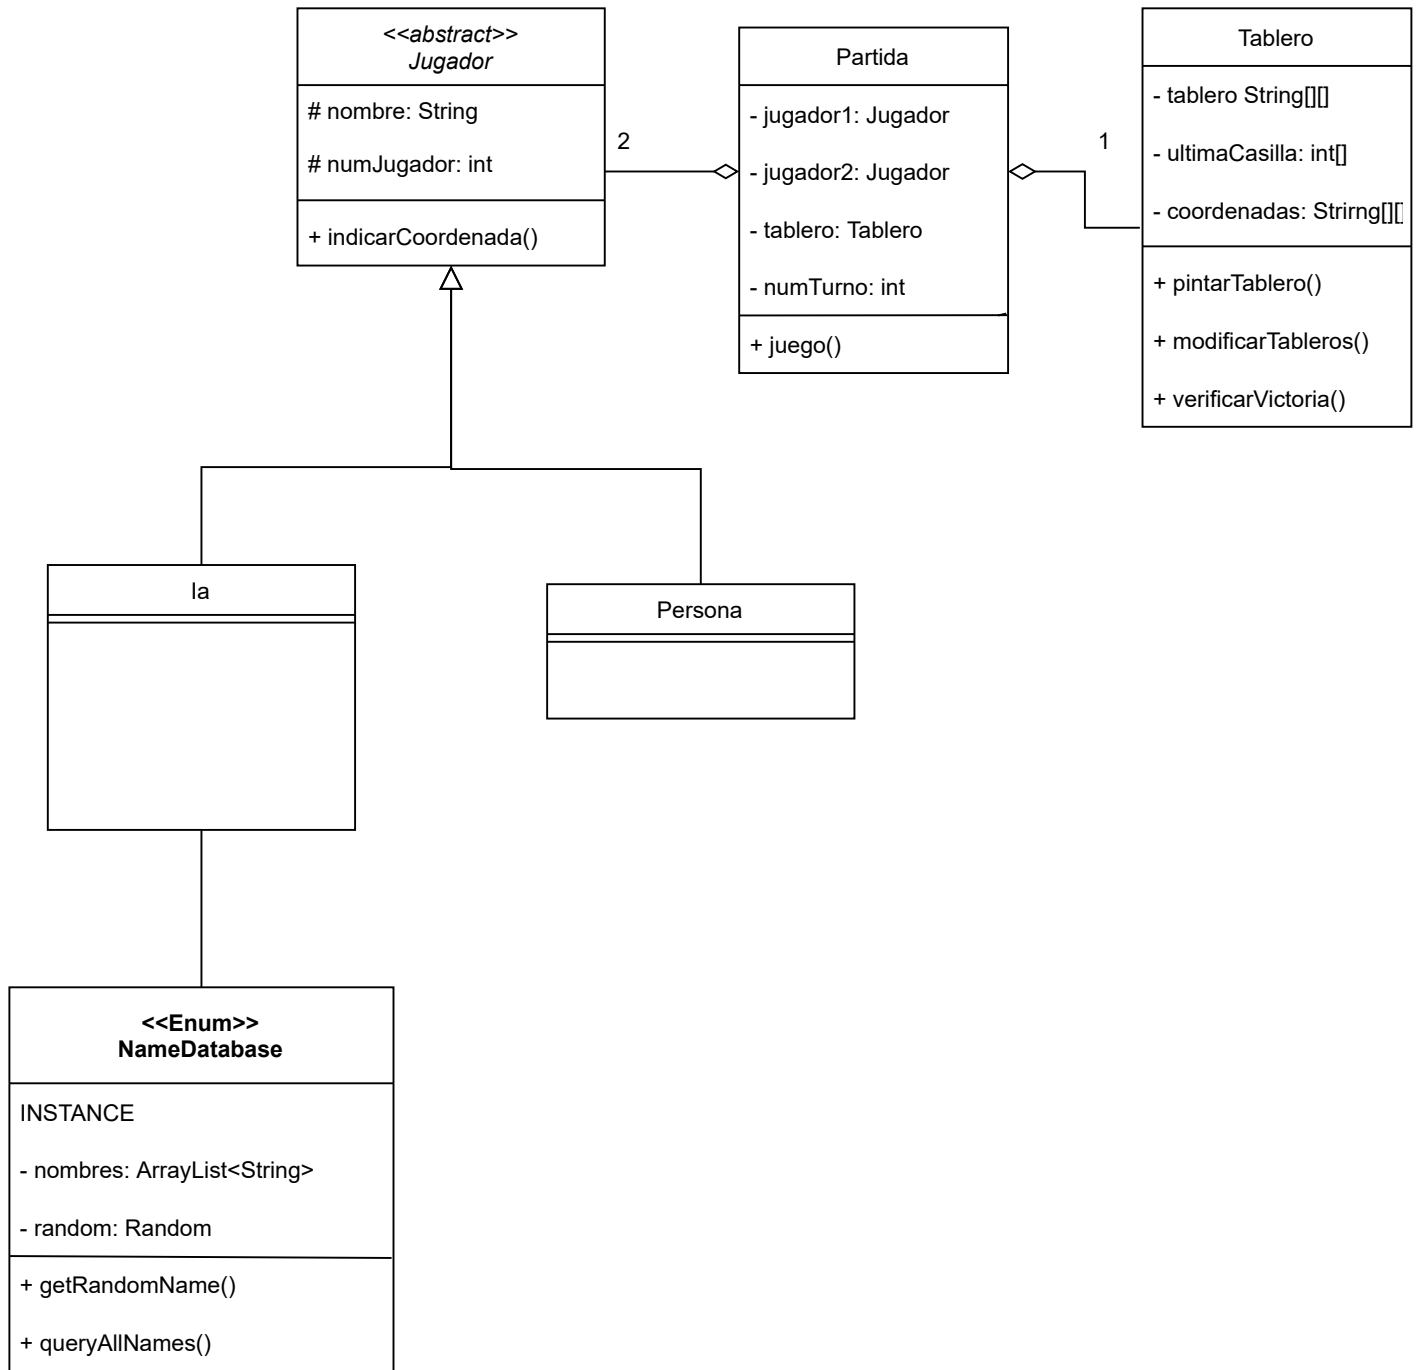 <<abstract>>
Jugador
# nombre: String
# numJugador: int
+ indicarCoordenada()
2
Partida
- jugador1: Jugador
- jugador2: Jugador
- tablero: Tablero
- numTurno: int
+ juego()
1
Tablero
- tablero String[][]
- ultimaCasilla: int[]
- coordenadas: Strirng[][]
+ pintarTablero()
+ modificarTableros()
+ verificarVictoria()
Ia
Persona
<<Enum>>
NameDatabase
INSTANCE
- nombres: ArrayList<String>
- random: Random
+ getRandomName()
+ queryAllNames()